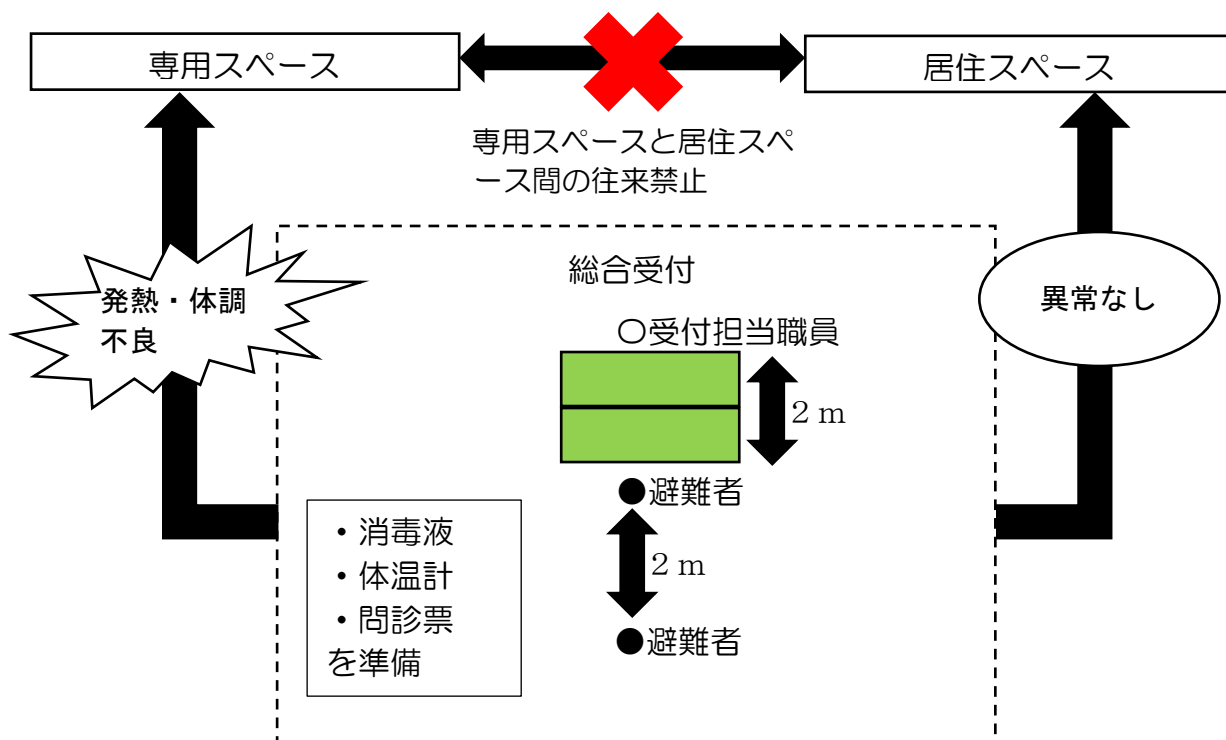 専用スペース
居住スペース
専用スペースと居住スペ
ース間の往来禁止
総合受付
発熱・体調
不良
異常なし
〇受付担当職員
2 m
●避難者
・消毒液
・体温計
・問診票
を準備
2 m
●避難者